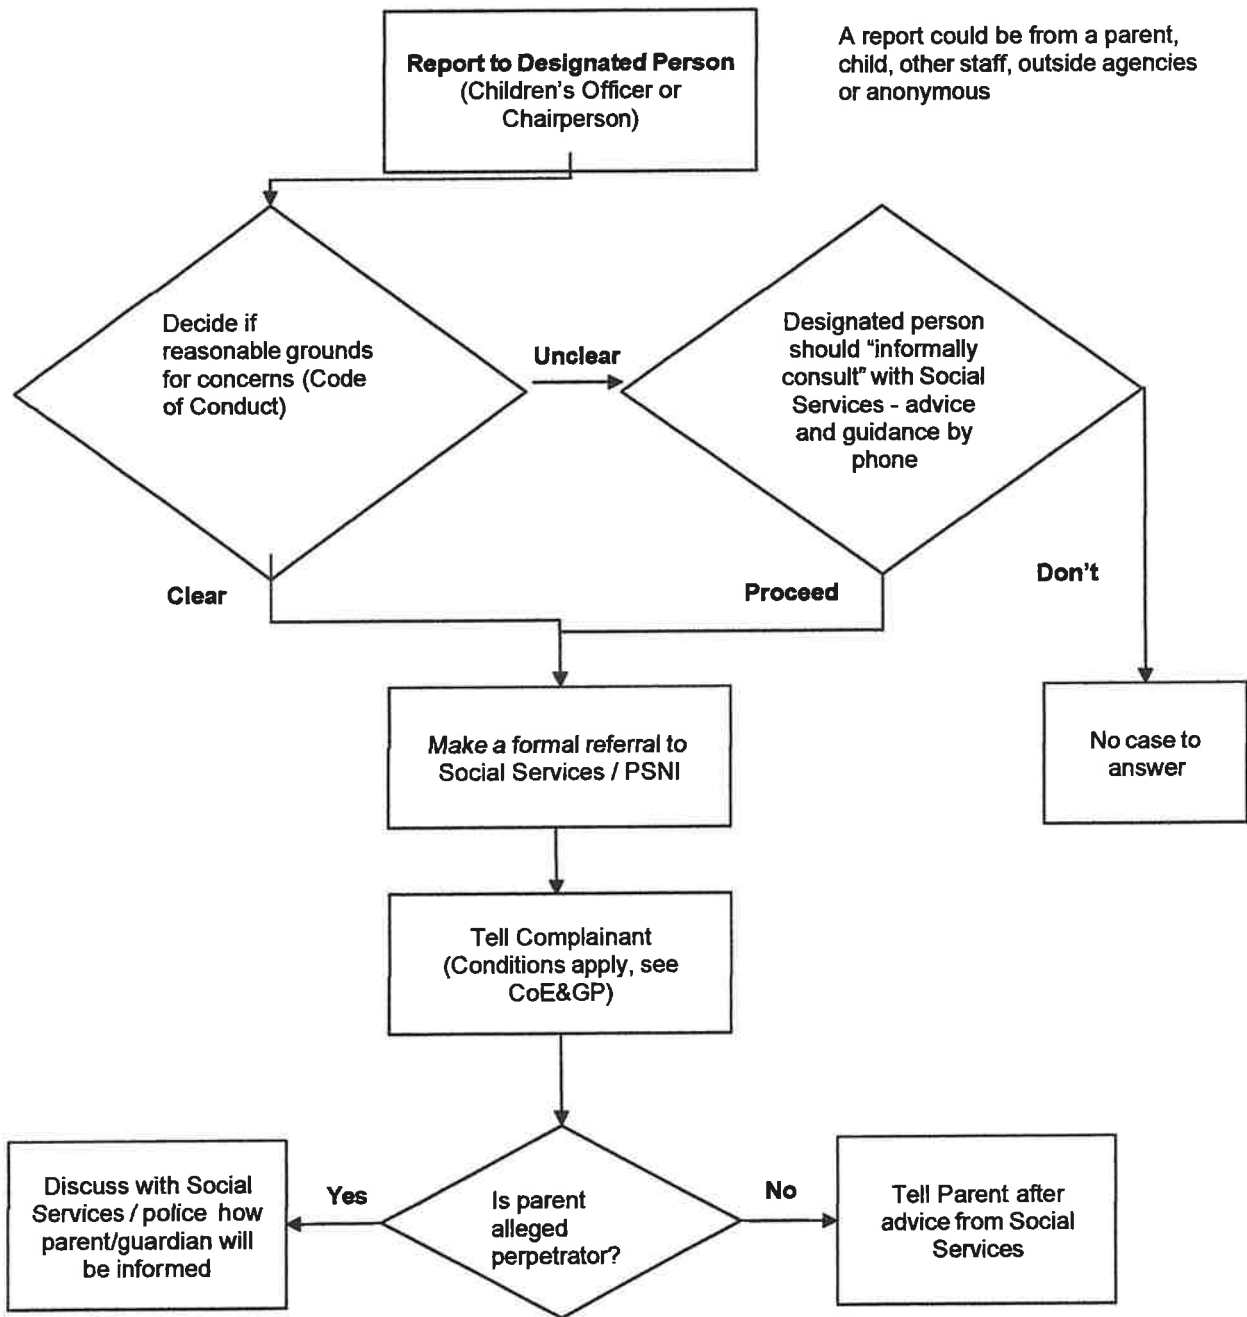 Report to Designated Person
(Children's Officer or
Chairperson)
A report could be from a parent,
child, other staff, outside agencies
or anonymous
Decide if
reasonable grounds
for concerns (Code
of Conduct)
Unclear
Designated person
should "informally
consult" with Social
Services - advice
and guidance by
phone
Clear
Proceed
Don't
Make a formal referral to
Social Services / PSNI
No case to
answer
Tell Complainant
(Conditions apply, see
CoE&GP)
Discuss with Social
Services / police how
parent/guardian will
be informed
Yes
Is parent
alleged
perpetrator?
No
Tell Parent after
advice from Social
Services